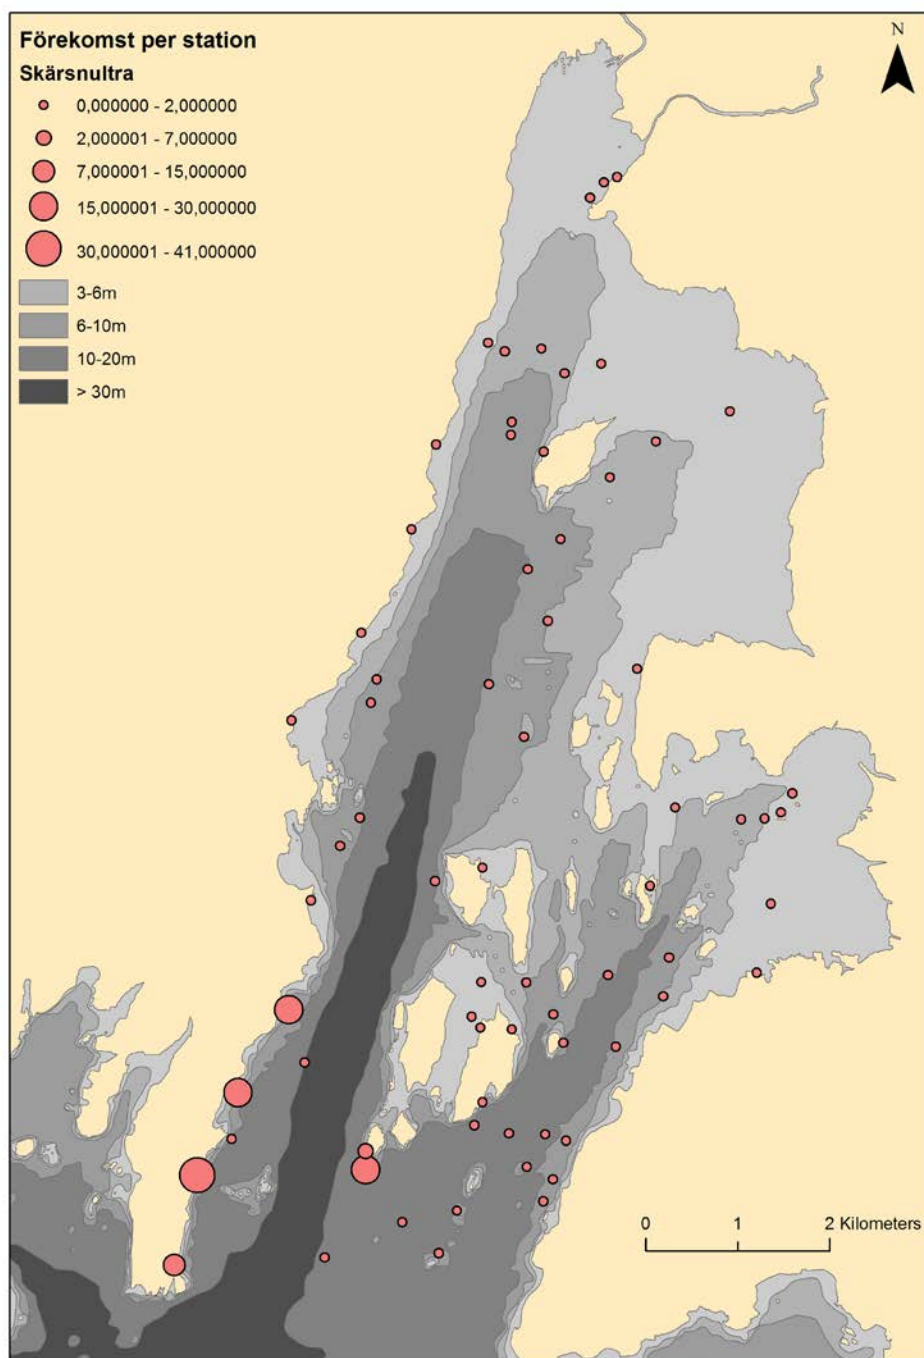 Förekomst per station
Skärsnultra
0,000000 - 2,000000
2,000001 - 7,000000
7,000001 - 15,000000
15,000001 - 30,000000
30,000001 - 41,000000
3-6m
6-10m
10-20m
> 30m
N
0 1 2 Kilometers